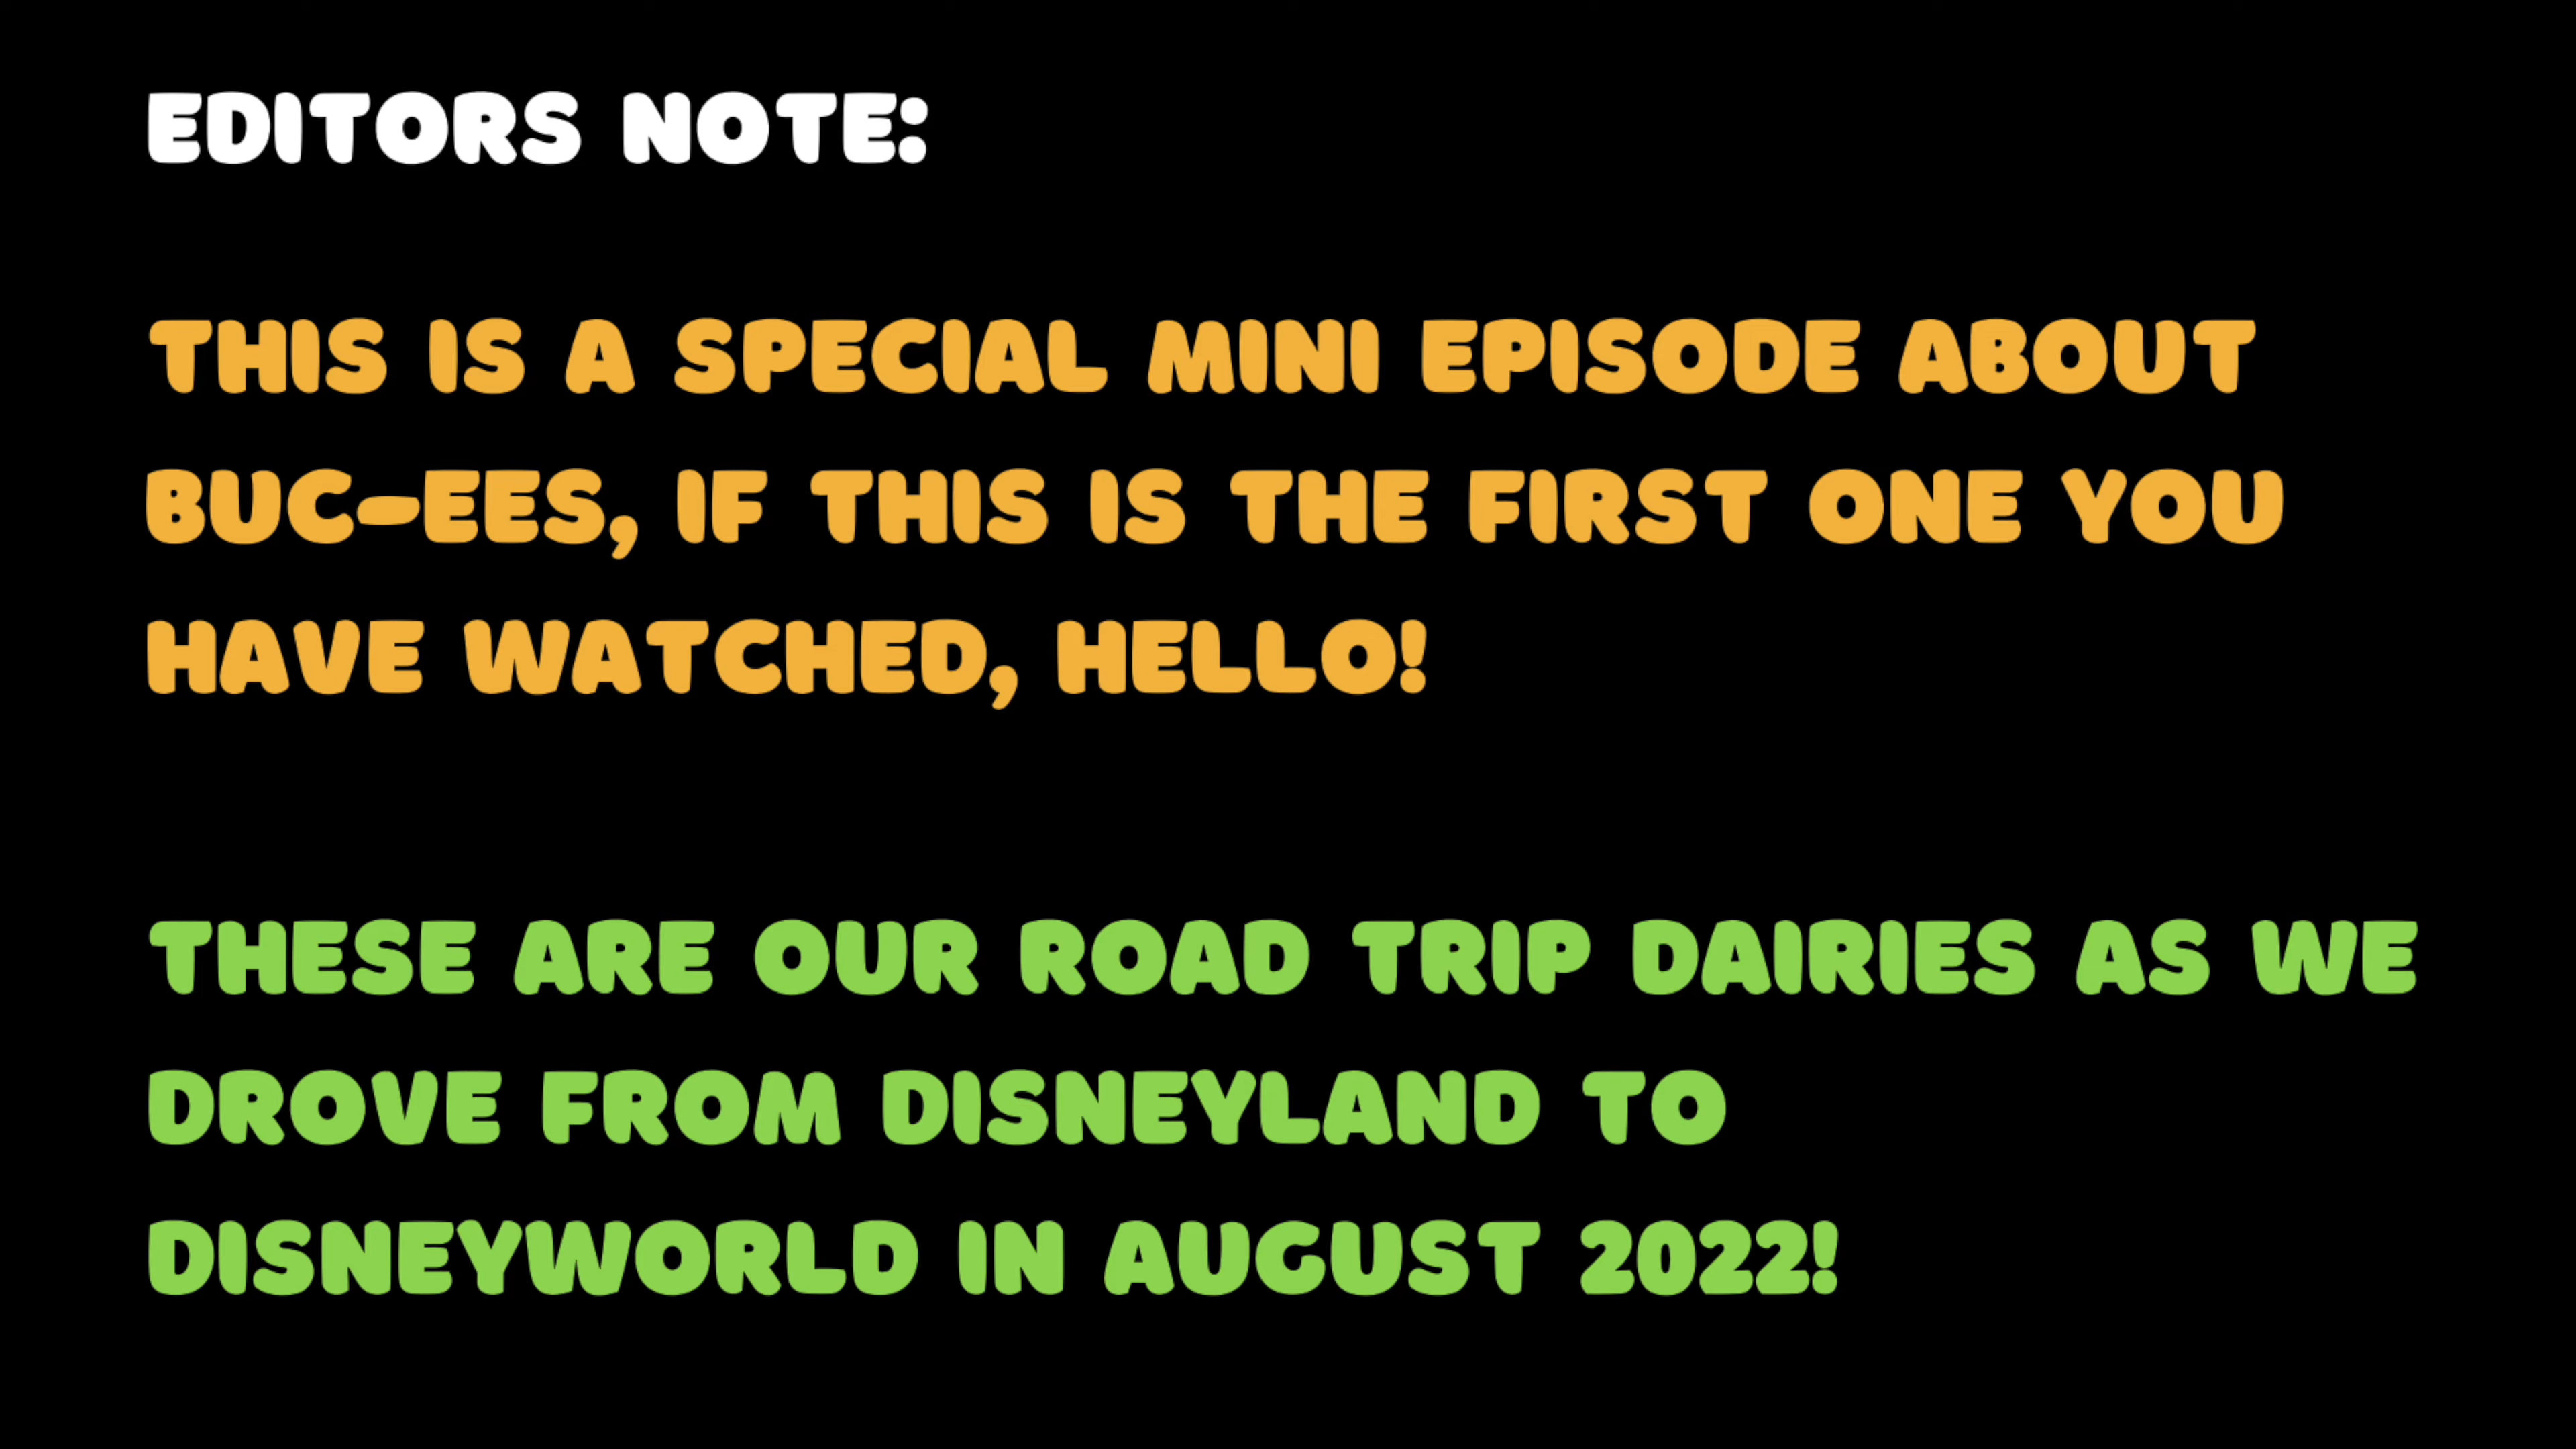 EDITORS NOTE:
THIS IS A SPECIAL MINI EPISODE ABOUT
BUC-EES, IF THIS IS THE FIRST ONE YOU
HAVE WATCHED, HELLO!
THESE ARE OUR ROAD TRIP DAIRIES AS WE
DROVE FROM DISNEYLAND TO
DISNEYWORLD IN AUGUST 2022!